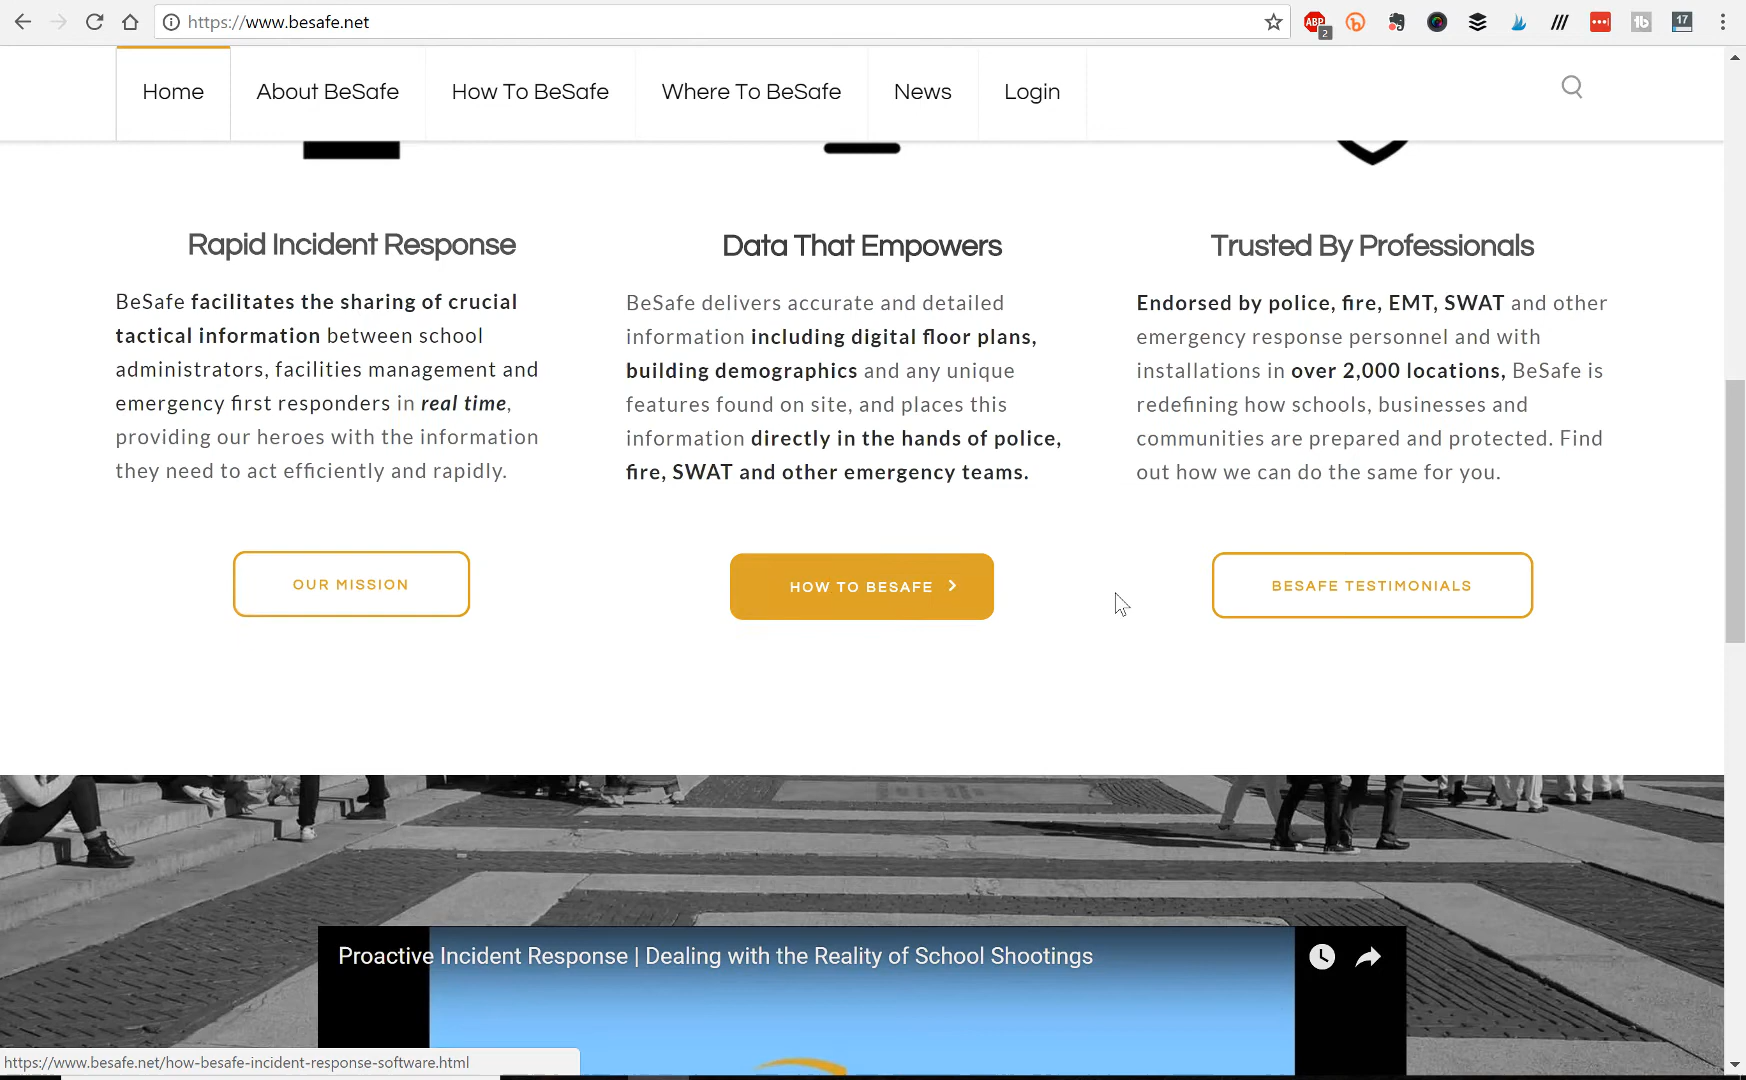 https://www.besafe.net
ABP
2
17
Home
About BeSafe
How To BeSafe
Where To BeSafe
News
Login
Rapid Incident Response
BeSafe facilitates the sharing of crucial
tactical information between school
administrators, facilities management and
emergency first responders in real time,
providing our heroes with the information
they need to act efficiently and rapidly.
OUR MISSION
Data That Empowers
BeSafe delivers accurate and detailed
information including digital floor plans,
building demographics and any unique
features found on site, and places this
information directly in the hands of police,
fire, SWAT and other emergency teams.
HOW TO BESAFE
Trusted By Professionals
Endorsed by police, fire, EMT, SWAT and other
emergency response personnel and with
installations in over 2,000 locations, BeSafe is
redefining how schools, businesses and
communities are prepared and protected. Find
out how we can do the same for you.
BESAFE TESTIMONIALS
Proactive Incident Response | Dealing with the Reality of School Shootings
https://www.besafe.net/how-besafe-incident-response-software.html